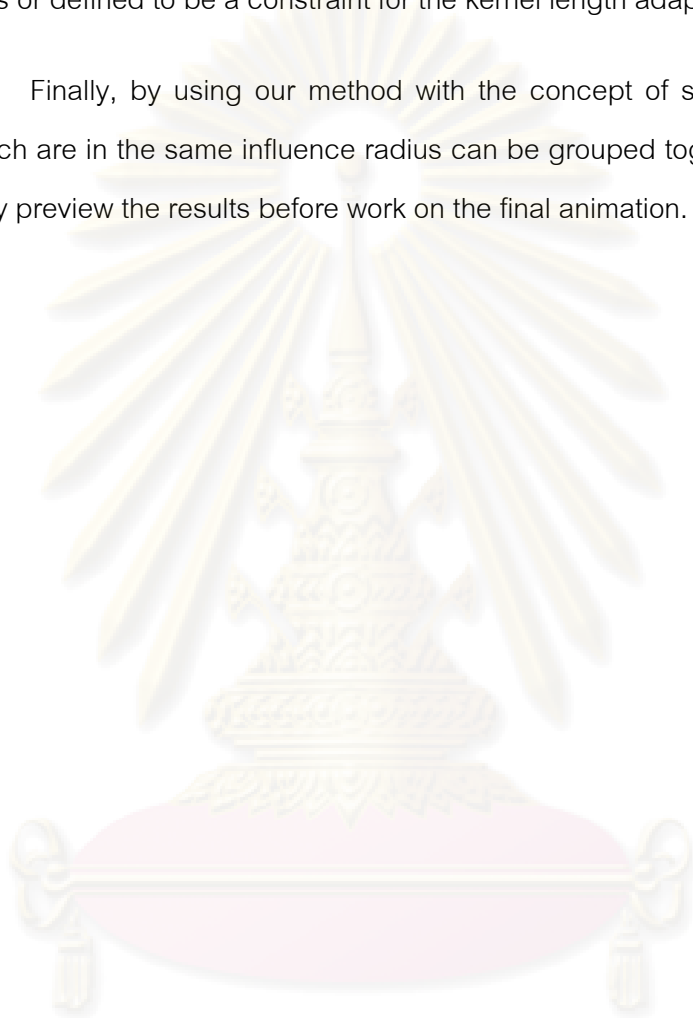 s or defined to be a constraint for the kernel length adap
Finally, by using our method with the concept of s
ch are in the same influence radius can be grouped tog
y preview the results before work on the final animation.